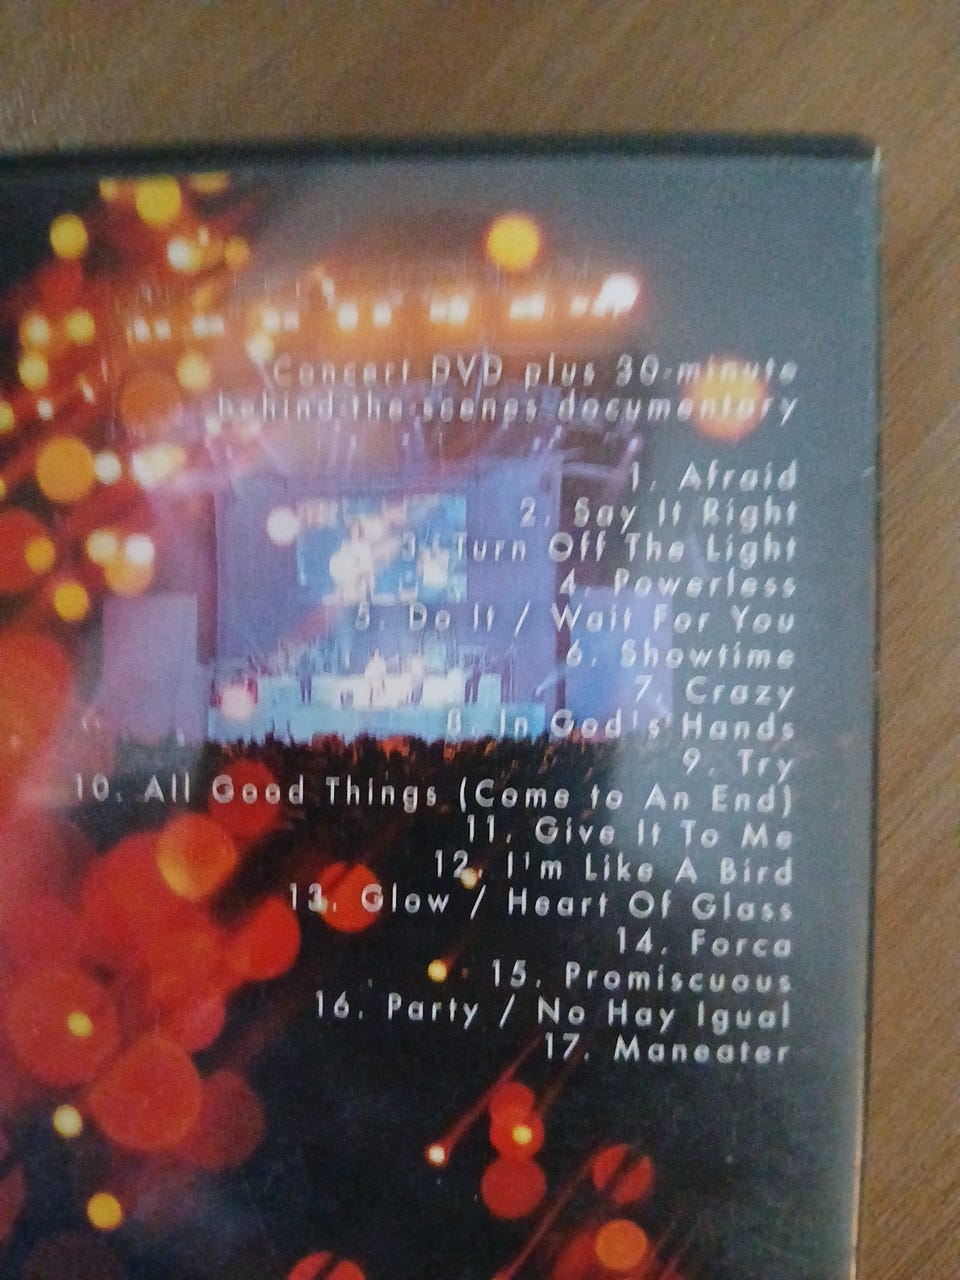 Concert DVD plus 30-minute
behind-the-scenes documentary
1. Afraid
2. Say It Right
3. Turn Off The Light
4. Powerless
5. Do It / Wait For You
6. Showtime
7. Crazy
8. In God's Hands
9. Try
10. All Good Things (Come to An End)
11. Give It To Me
12. I'm Like A Bird
13. Glow / Heart Of Glass
14. Forca
15. Promiscuous
16. Party / No Hay Igual
17. Maneater